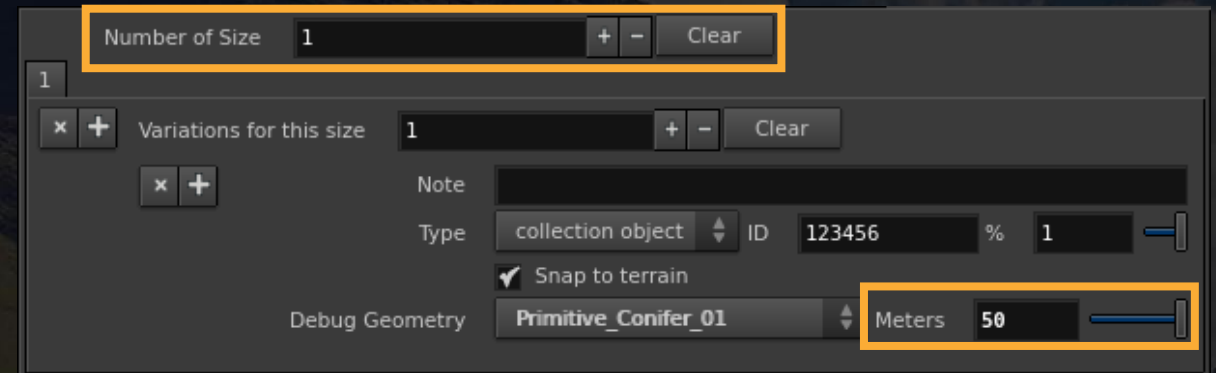 Number of Size 1 + - Clear
1
× + Variations for this size 1 + - Clear
× + Note
Type collection object ID 123456 % 1
Snap to terrain
Debug Geometry Primitive_Conifer_01 Meters 50